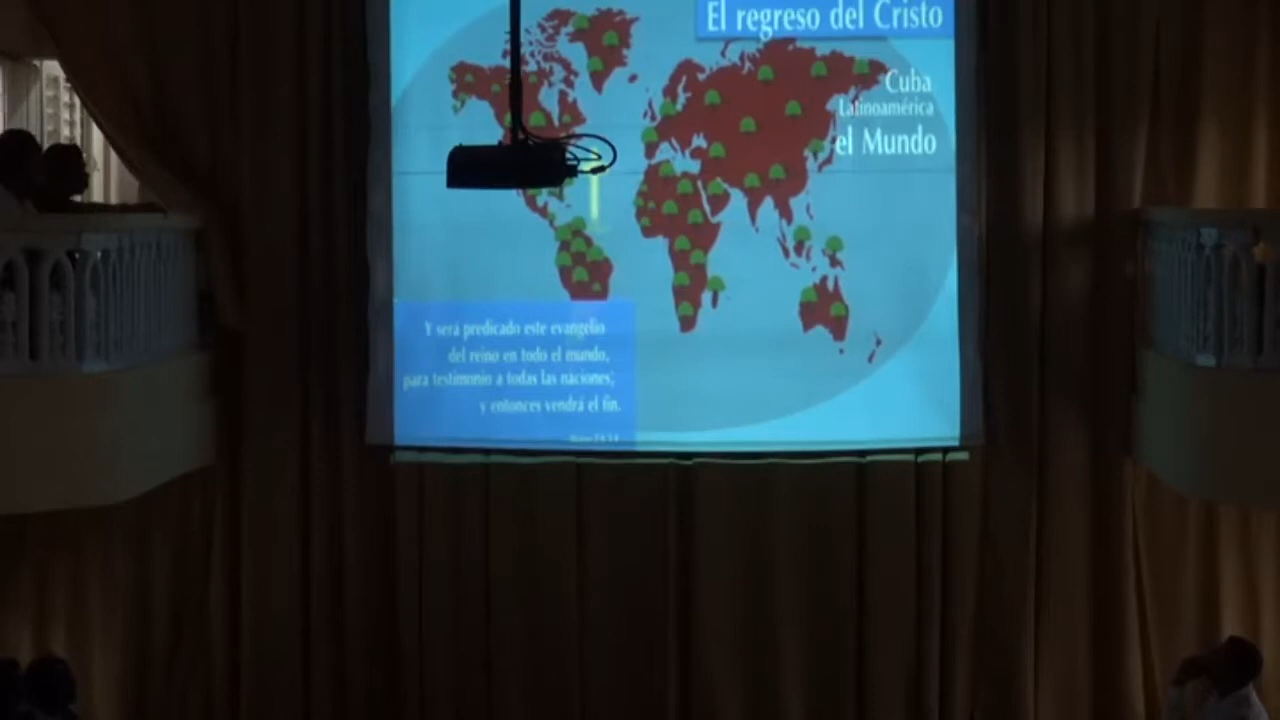 El regreso del Cristo
Cuba
Latinoamérica
el Mundo
Y será predicado este evangelio
del reino en todo el mundo,
para testimonio a todas las naciones;
y entonces vendrá el fin.